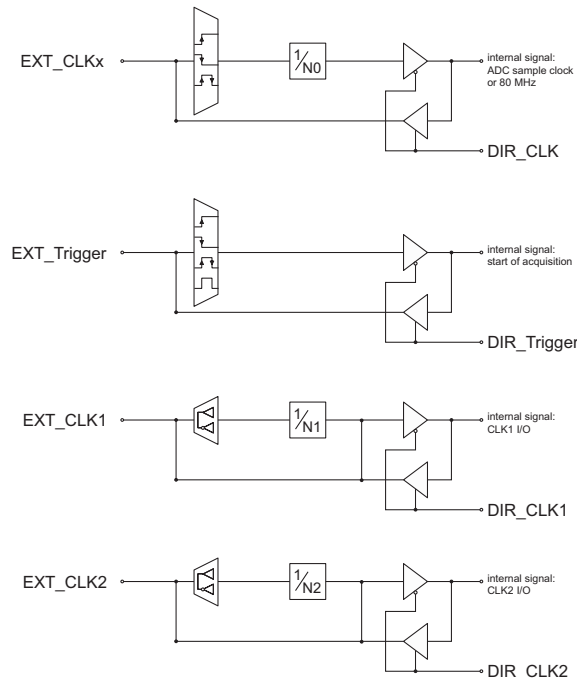 EXT_CLKx
1/N0
internal signal:
ADC sample clock
or 80 MHz
DIR_CLK
EXT_Trigger
internal signal:
start of acquisition
DIR_Trigger
EXT_CLK1
1/N1
internal signal:
CLK1 I/O
DIR_CLK1
EXT_CLK2
1/N2
internal signal:
CLK2 I/O
DIR_CLK2